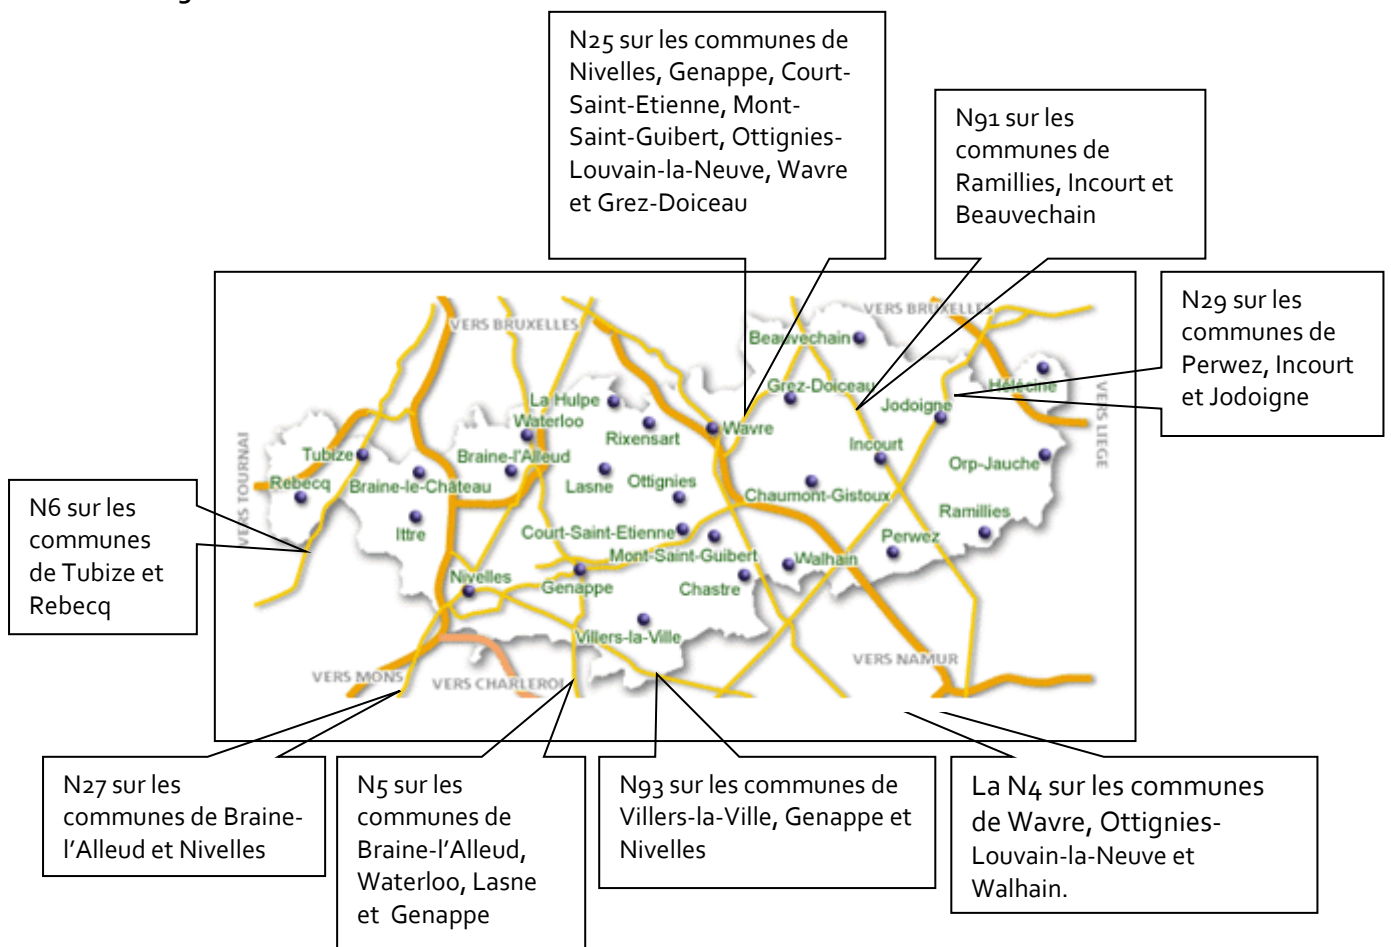 N25 sur les communes de
Nivelles, Genappe, Court-
Saint-Etienne, Mont-
Saint-Guibert, Ottignies-
Louvain-la-Neuve, Wavre
et Grez-Doiceau
N91 sur les
communes de
Ramillies, Incourt et
Beauvechain
N29 sur les
communes de
Perwez, Incourt
et Jodoigne
VERS BRUXELLES
VERS BRUXELLES
Beauvechain
Grez-Doiceau
Hélécine
La Hulpe
Jodoigne
Waterloo
Rixensart
Wavre
VERS LIEGE
Tubize
Braine-l'Alleud
Incourt
Orp-Jauche
VERS TOURNAI
Rebecq
Braine-le-Château
Lasne
Ottignies
Chaumont-Gistoux
Ittre
Court-Saint-Etienne
Ramillies
Mont-Saint-Guibert
Perwez
Walhain
Nivelles
Genappe
Chastre
Villers-la-Ville
VERS NAMUR
VERS MONS
VERS CHARLEROI
N6 sur les
communes
de Tubize et
Rebecq
N27 sur les
communes de Braine-
l’Alleud et Nivelles
N5 sur les
communes de
Braine-l’Alleud,
Waterloo, Lasne
et Genappe
N93 sur les communes de
Villers-la-Ville, Genappe et
Nivelles
La N4 sur les communes
de Wavre, Ottignies-
Louvain-la-Neuve et
Walhain.